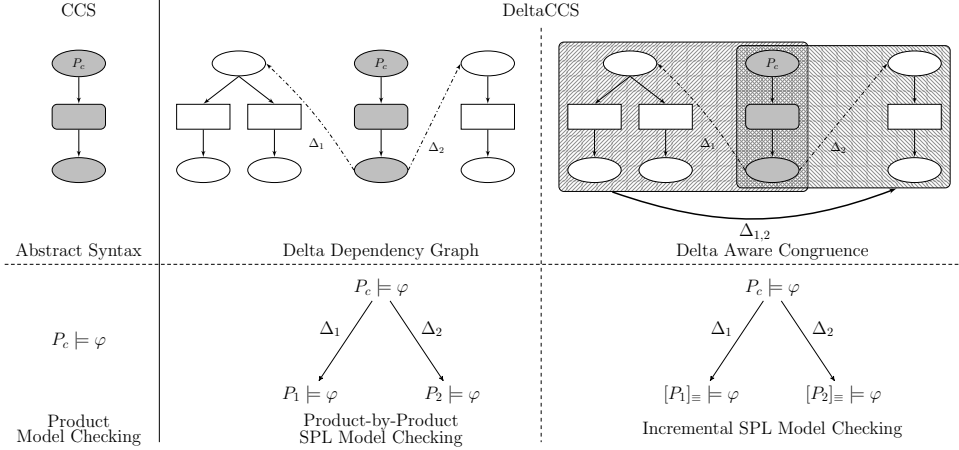 CCS
DeltaCCS
P_c
P_c
Δ_1
Δ_2
P_c
Δ_1
Δ_2
Δ_{1,2}
Abstract Syntax
Delta Dependency Graph
Delta Aware Congruence
P_c ⊨ φ
P_c ⊨ φ
Δ_1
Δ_2
P_1 ⊨ φ
P_2 ⊨ φ
P_c ⊨ φ
Δ_1
Δ_2
[P_1]_≡ ⊨ φ
[P_2]_≡ ⊨ φ
Product
Model Checking
Product-by-Product
SPL Model Checking
Incremental SPL Model Checking